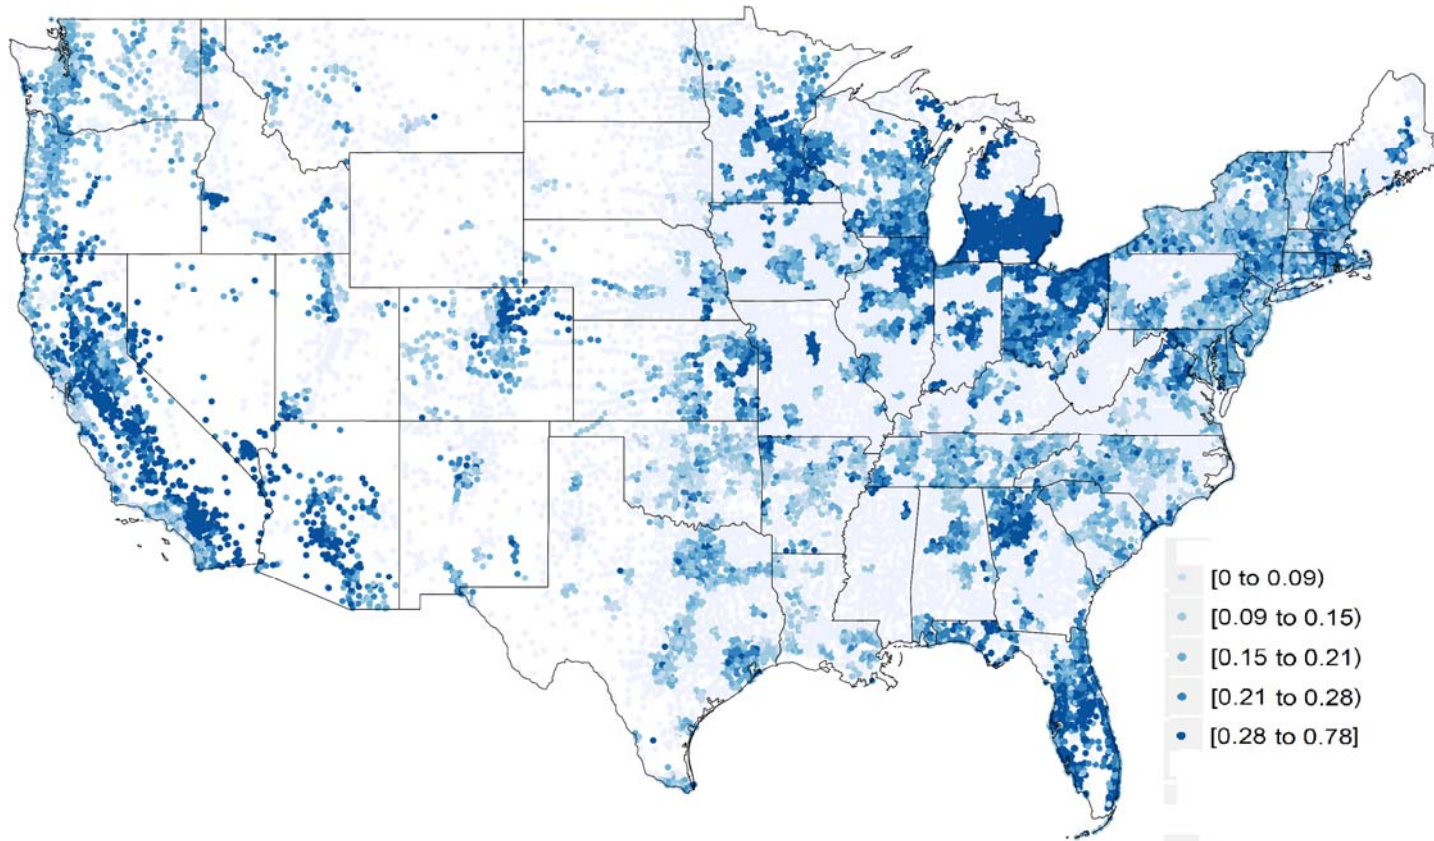 [0 to 0.09)
[0.09 to 0.15)
[0.15 to 0.21)
[0.21 to 0.28)
[0.28 to 0.78]